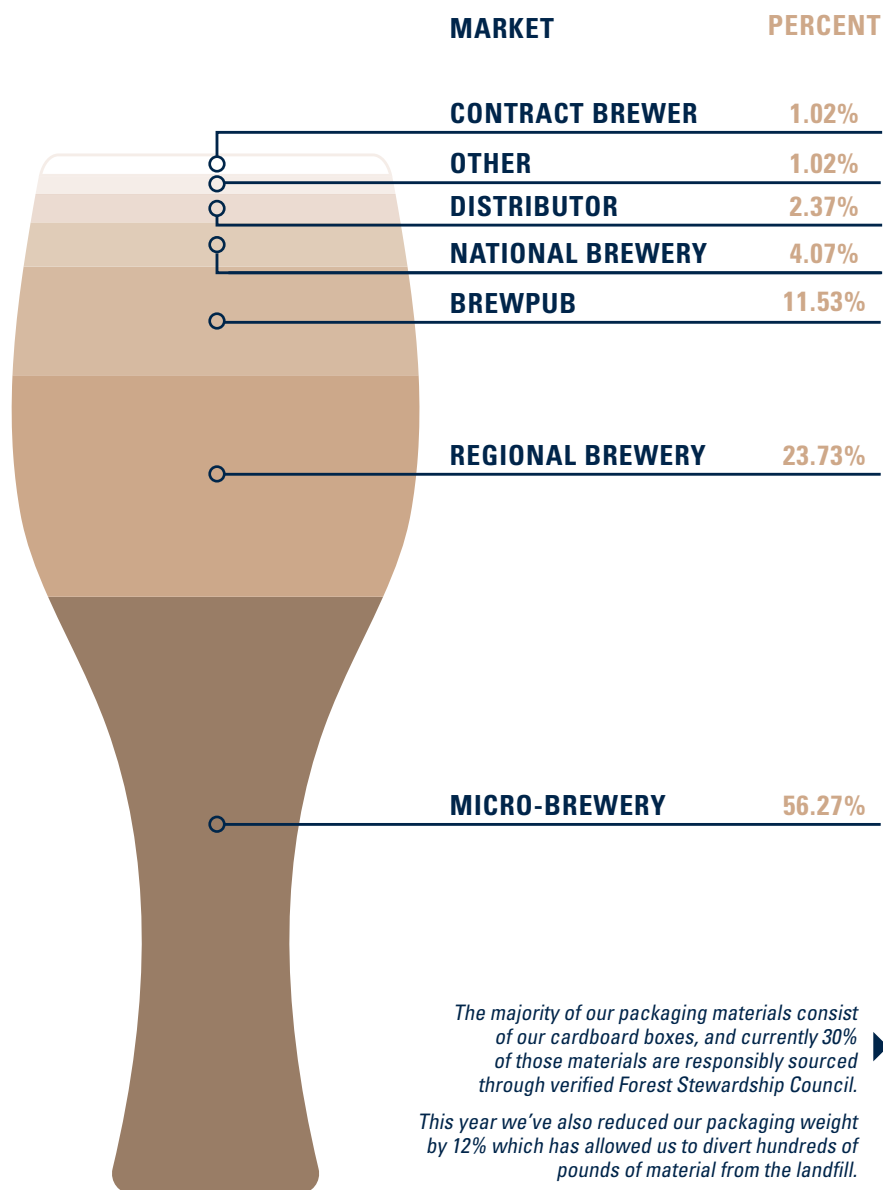 MARKET PERCENT
CONTRACT BREWER 1.02%
OTHER 1.02%
DISTRIBUTOR 2.37%
NATIONAL BREWERY 4.07%
BREWPUB 11.53%
REGIONAL BREWERY 23.73%
MICRO-BREWERY 56.27%
The majority of our packaging materials consist
of our cardboard boxes, and currently 30%
of those materials are responsibly sourced
through verified Forest Stewardship Council.
This year we’ve also reduced our packaging weight
by 12% which has allowed us to divert hundreds of
pounds of material from the landfill.